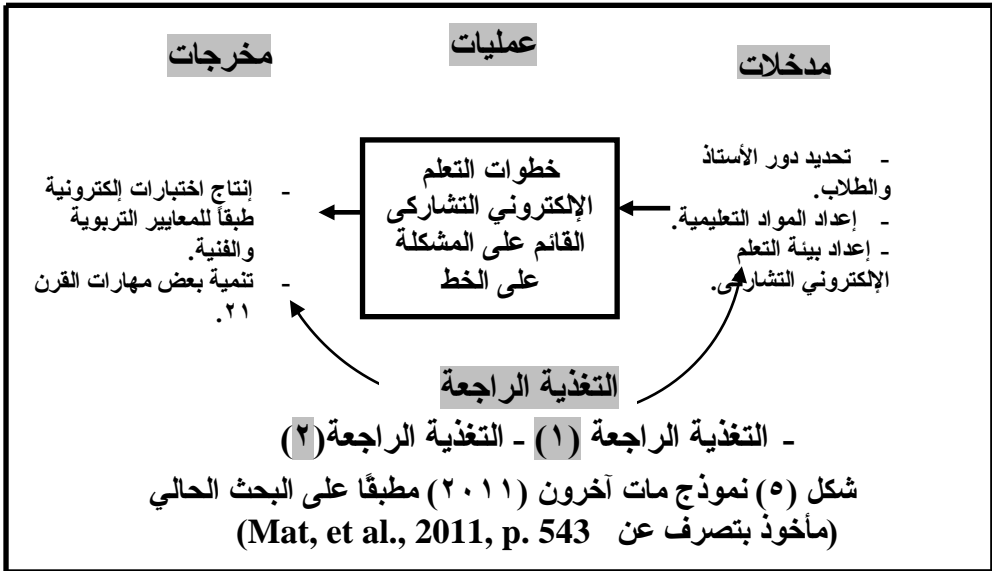 مدخلات
عمليات
مخرجات
- تحديد دور الأستاذ
والطلاب.
- إعداد المواد التعليمية.
- إعداد بيئة التعلم
الإلكتروني التشاركى.
خطوات التعلم
الإلكتروني التشاركى
القائم على المشكلة
على الخط
- إنتاج اختبارات إلكترونية
طبقاً للمعايير التربوية
والفنية.
- تنمية بعض مهارات القرن
٢١.
التغذية الراجعة
- التغذية الراجعة (١) - التغذية الراجعة(٢)
شكل (٥) نموذج مات آخرون (٢٠١١) مطبقًا على البحث الحالي
(مأخوذ بتصرف عن Mat, et al., 2011, p. 543)